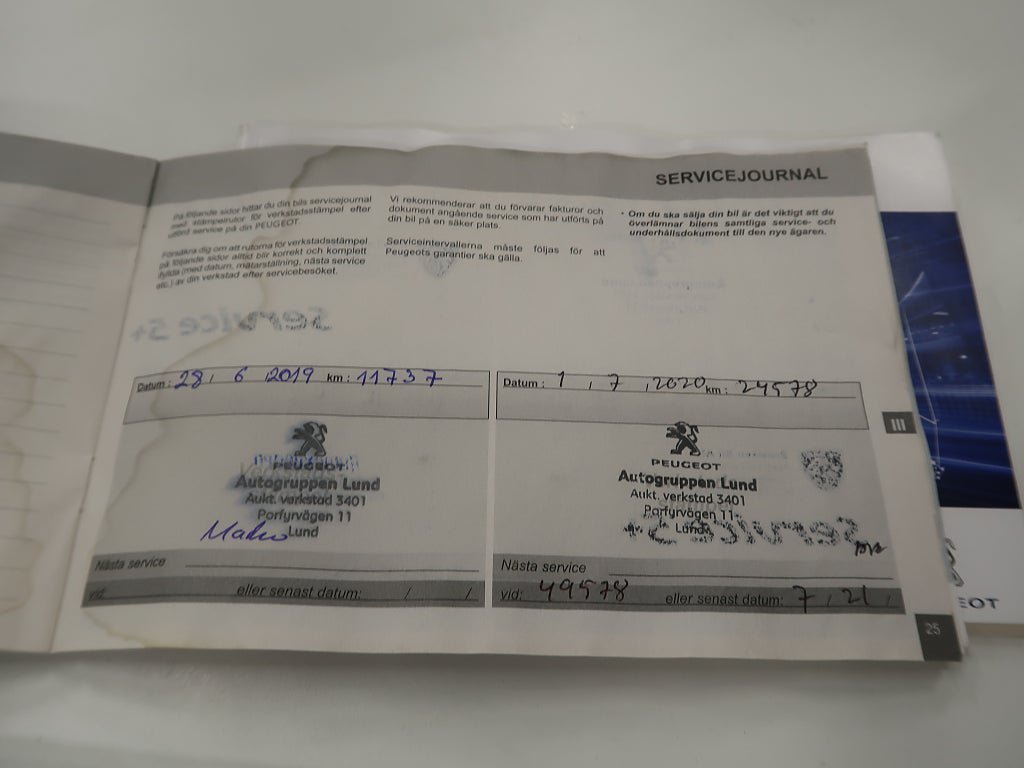 SERVICEJOURNAL
På följande sidor hittar du din bils servicejournal
med stämpelrutor för verkstadsstämpel efter
utförd service på din PEUGEOT.
Försäkra dig om att rutorna för verkstadsstämpel
på följande sidor alltid blir korrekt och komplett
ifyllda (med datum, mätarställning, nästa service
etc.) av din verkstad efter servicebesöket.
Vi rekommenderar att du förvarar fakturor och
dokument angående service som har utförts på
din bil på en säker plats.
Serviceintervallerna måste följas för att
Peugeots garantier ska gälla.
• Om du ska sälja din bil är det viktigt att du
överlämnar bilens samtliga service- och
underhållsdokument till den nye ägaren.
Service S+
Datum : 28 / 6 / 2019 km : 11737
PEUGEOT
Autogruppen Lund
Aukt. verkstad 3401
Porfyrvägen 11
Lund
Nästa service
vid: eller senast datum: / /
Datum : 1 , 7 , 2020 km : 24578
PEUGEOT
Autogruppen Lund
Aukt. verkstad 3401
Porfyrvägen 11
Lund
Service S+
Nästa service
vid: 49578 eller senast datum: 7 / 21 /
III
25
EOT